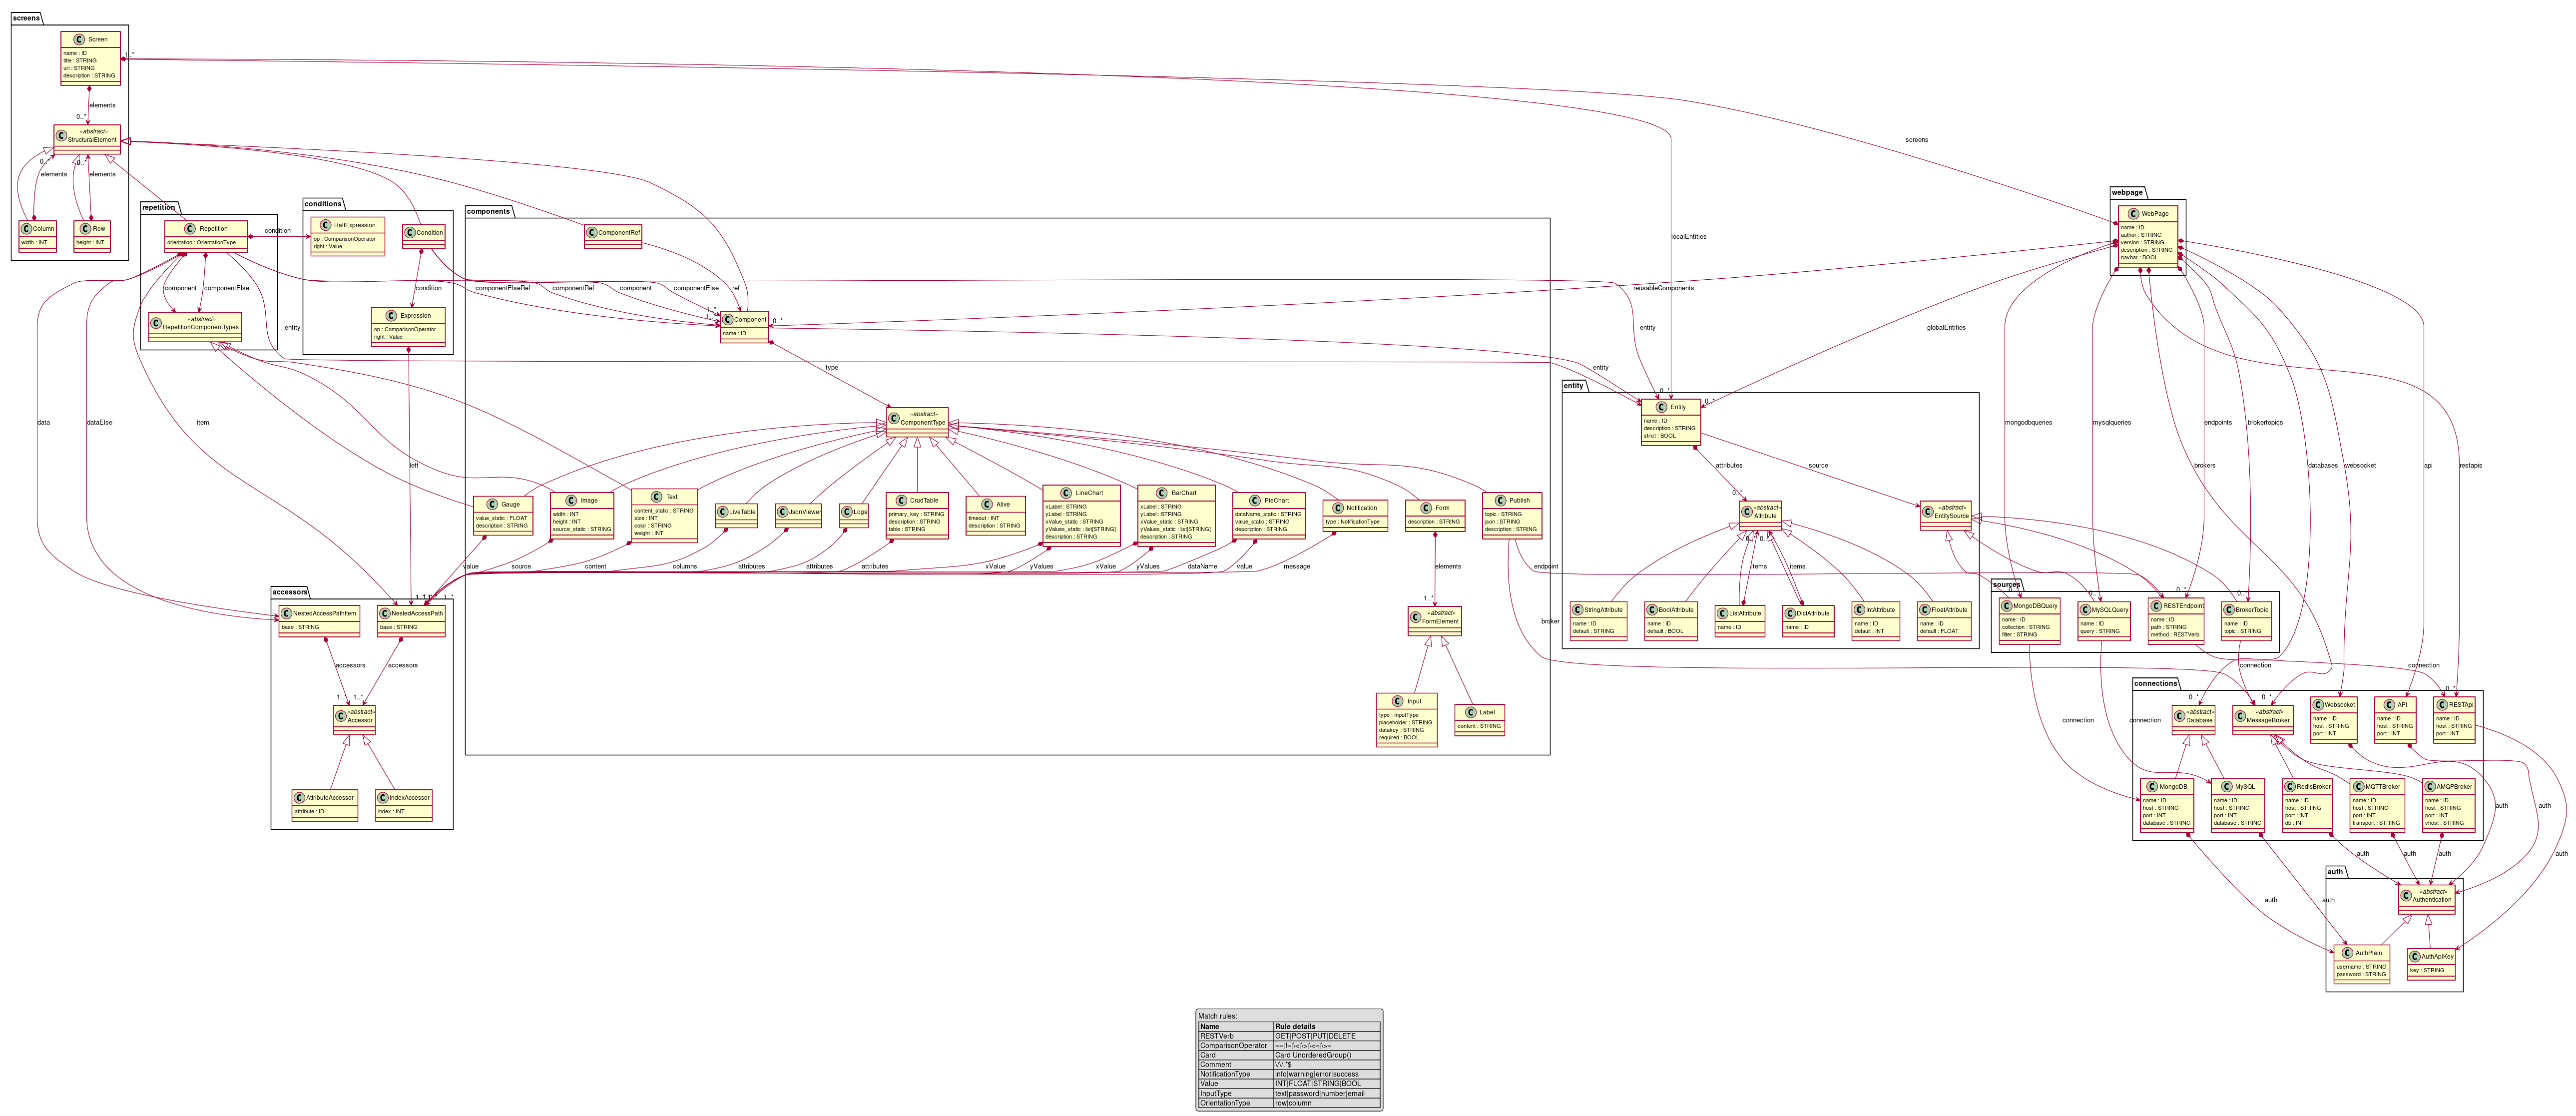 screens
Screen
name : ID
title : STRING
url : STRING
description : STRING
1..*
elements
0..*
«abstract»
StructuralElement
0..*
0..*
elements
elements
Column
width : INT
Row
height : INT
screens
localEntities
webpage
WebPage
name : ID
author : STRING
version : STRING
description : STRING
navbar : BOOL
repetition
Repetition
orientation : OrientationType
condition
component
componentElse
«abstract»
RepetitionComponentTypes
conditions
HalfExpression
op : ComparisonOperator
right : Value
Condition
condition
Expression
op : ComparisonOperator
right : Value
components
ComponentRef
componentElseRef
componentRef
component
componentElse
ref
1..*
1..*
0..*
Component
name : ID
reusableComponents
globalEntities
entity
entity
entity
type
«abstract»
ComponentType
data
dataElse
item
left
Gauge
value_static : FLOAT
description : STRING
Image
width : INT
height : INT
source_static : STRING
Text
content_static : STRING
size : INT
color : STRING
weight : INT
LiveTable
JsonViewer
Logs
CrudTable
primary_key : STRING
description : STRING
table : STRING
Alive
timeout : INT
description : STRING
LineChart
xLabel : STRING
yLabel : STRING
xValue_static : STRING
yValues_static : list[STRING]
description : STRING
BarChart
xLabel : STRING
yLabel : STRING
xValue_static : STRING
yValues_static : list[STRING]
description : STRING
PieChart
dataName_static : STRING
value_static : STRING
description : STRING
Notification
type : NotificationType
Form
description : STRING
Publish
topic : STRING
json : STRING
description : STRING
value
source
content
columns
attributes
attributes
attributes
xValue
yValues
xValue
yValues
dataName
value
message
elements
endpoint
broker
1..*
«abstract»
FormElement
Input
type : InputType
placeholder : STRING
datakey : STRING
required : BOOL
Label
content : STRING
entity
0..*
0..*
Entity
name : ID
description : STRING
strict : BOOL
attributes
source
0..*
«abstract»
Attribute
«abstract»
EntitySource
items
items
StringAttribute
name : ID
default : STRING
BoolAttribute
name : ID
default : BOOL
ListAttribute
name : ID
DictAttribute
name : ID
IntAttribute
name : ID
default : INT
FloatAttribute
name : ID
default : FLOAT
mongodbqueries
mysqlqueries
endpoints
brokertopics
brokers
databases
websocket
api
restapis
sources
MongoDBQuery
name : ID
collection : STRING
filter : STRING
MySQLQuery
name : ID
query : STRING
0..*
RESTEndpoint
name : ID
path : STRING
method : RESTVerb
BrokerTopic
name : ID
topic : STRING
connection
connection
connection
connection
accessors
NestedAccessPathItem
base : STRING
NestedAccessPath
base : STRING
accessors
accessors
1..*
1..*
«abstract»
Accessor
AttributeAccessor
attribute : ID
IndexAccessor
index : INT
connections
0..*
0..*
0..*
«abstract»
Database
«abstract»
MessageBroker
Websocket
name : ID
host : STRING
port : INT
API
name : ID
host : STRING
port : INT
RESTApi
name : ID
host : STRING
port : INT
MongoDB
name : ID
host : STRING
port : INT
database : STRING
MySQL
name : ID
host : STRING
port : INT
database : STRING
RedisBroker
name : ID
host : STRING
port : INT
db : INT
MQTTBroker
name : ID
host : STRING
port : INT
transport : STRING
AMQPBroker
name : ID
host : STRING
port : INT
vhost : STRING
auth
auth
auth
auth
auth
auth
auth
auth
auth
«abstract»
Authentication
AuthPlain
username : STRING
password : STRING
AuthApiKey
key : STRING
Match rules:
Name Rule details
RESTVerb GET|POST|PUT|DELETE
ComparisonOperator ==|!=|\<|\>|\<=|\>=
Card Card UnorderedGroup()
Comment \/\/.*$
NotificationType info|warning|error|success
Value INT|FLOAT|STRING|BOOL
InputType text|password|number|email
OrientationType row|column